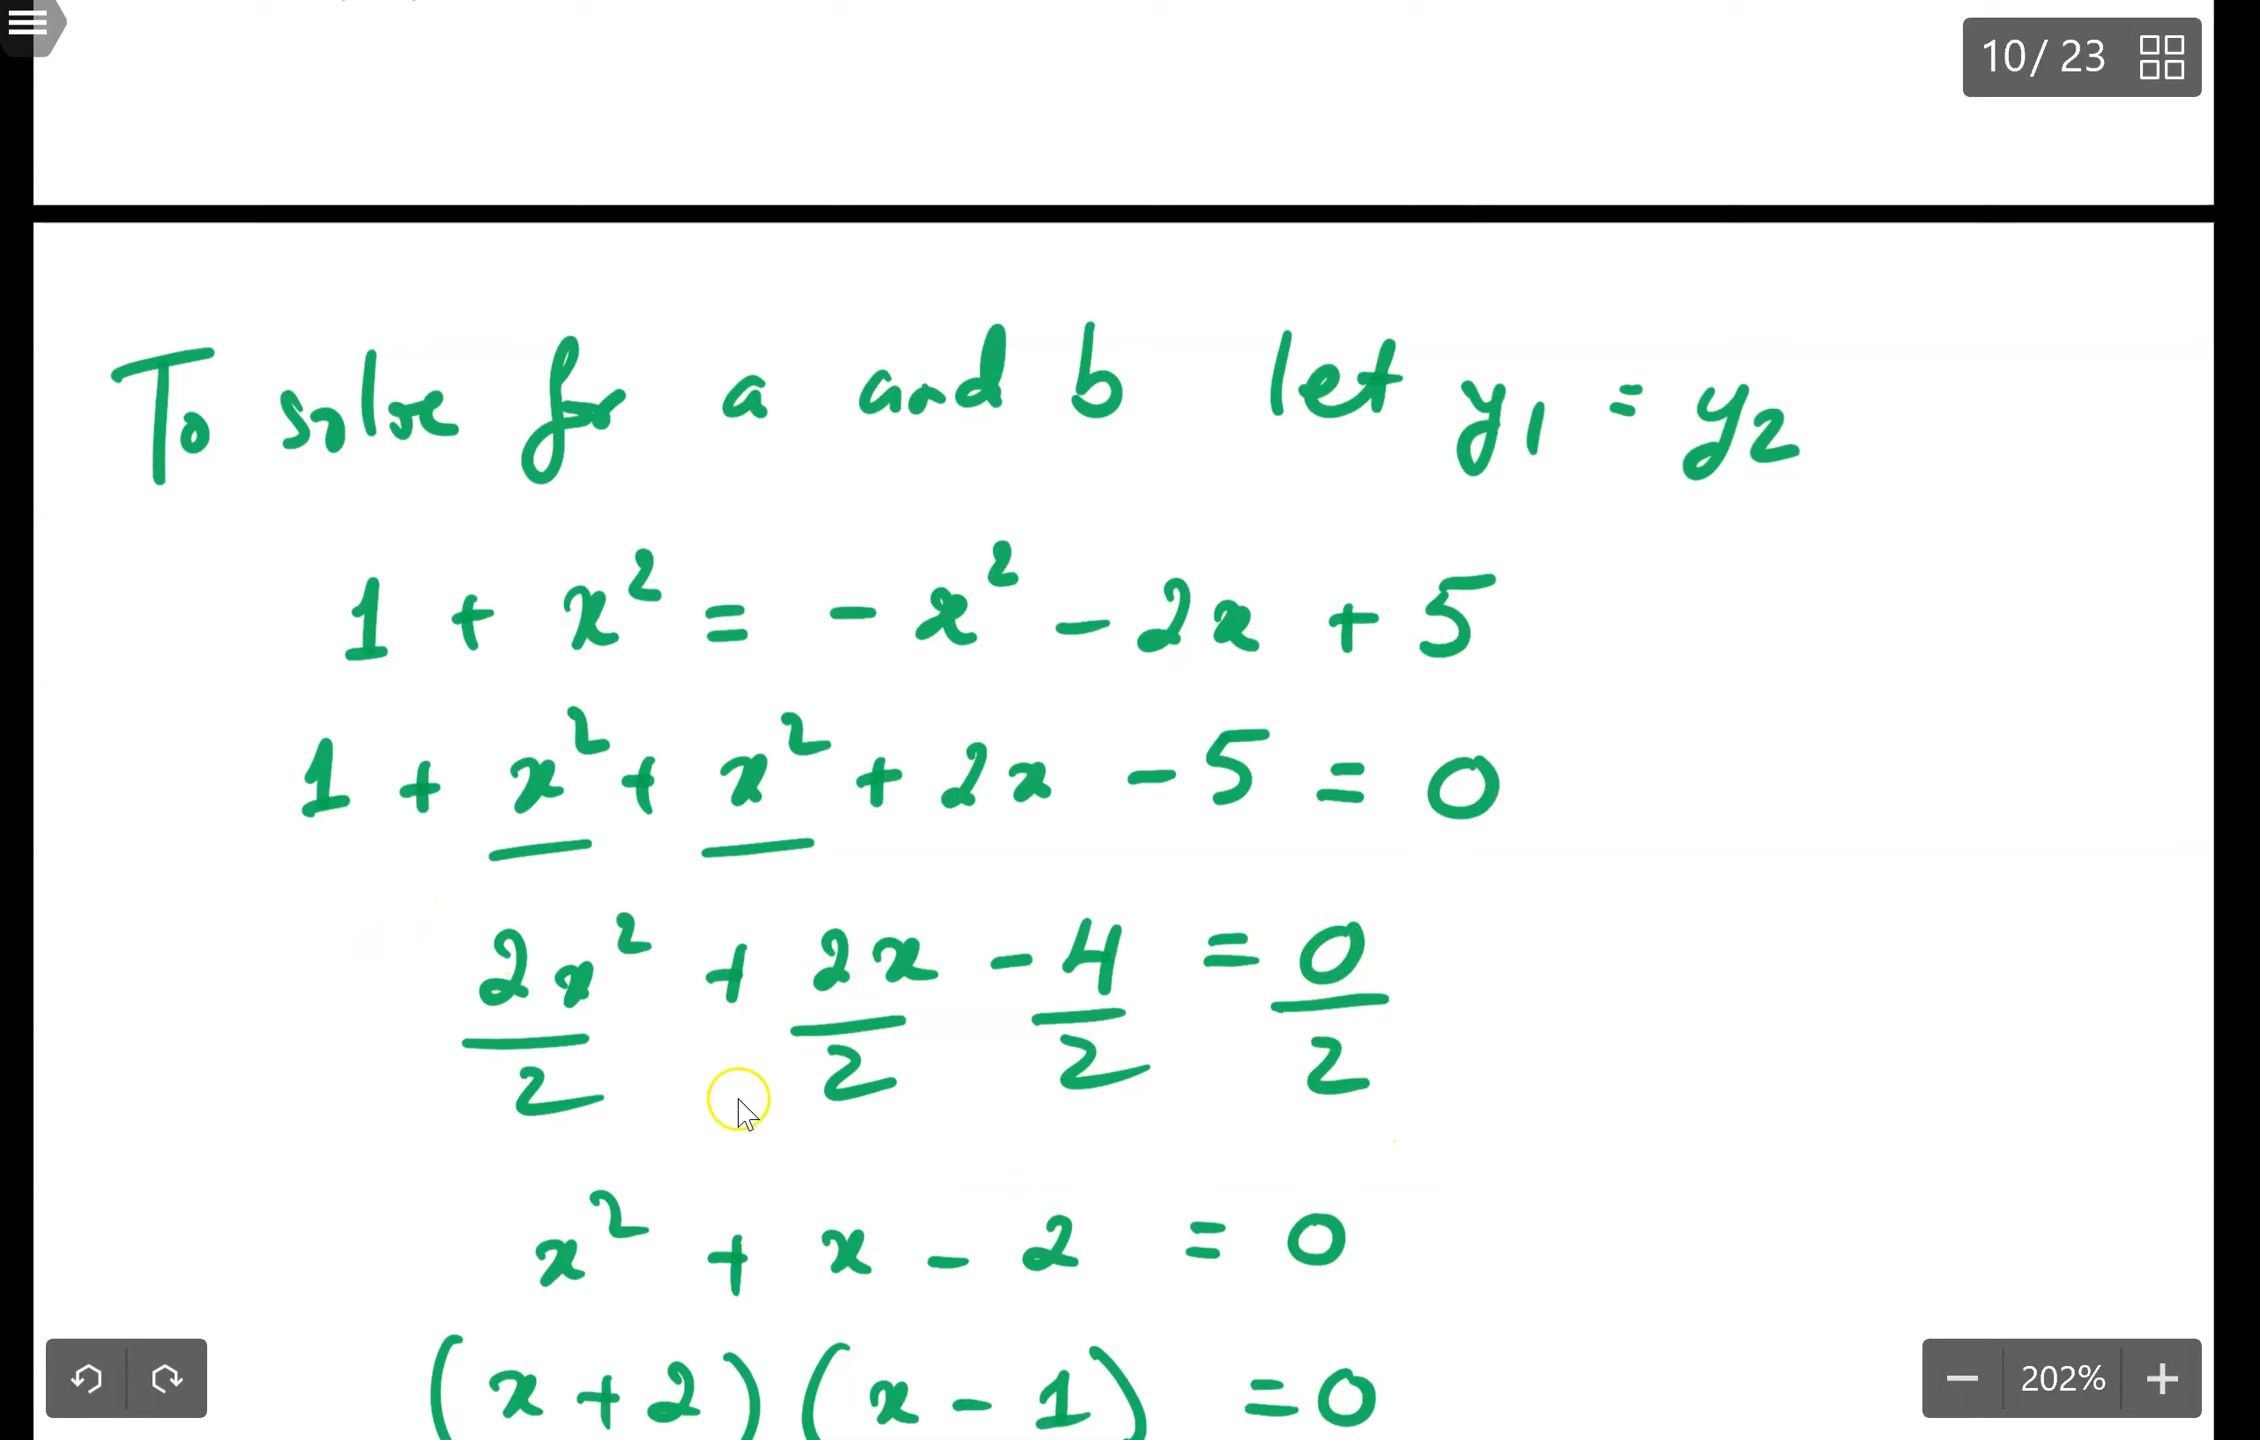 10/ 23
To solve for a and b let y₁ = y₂
1 + x² = - x² - 2x + 5
1 + x² + x² + 2x - 5 = 0
2x²/2 + 2x/2 - 4/2 = 0/2
x² + x - 2 = 0
(x + 2) (x - 1) = 0
202%